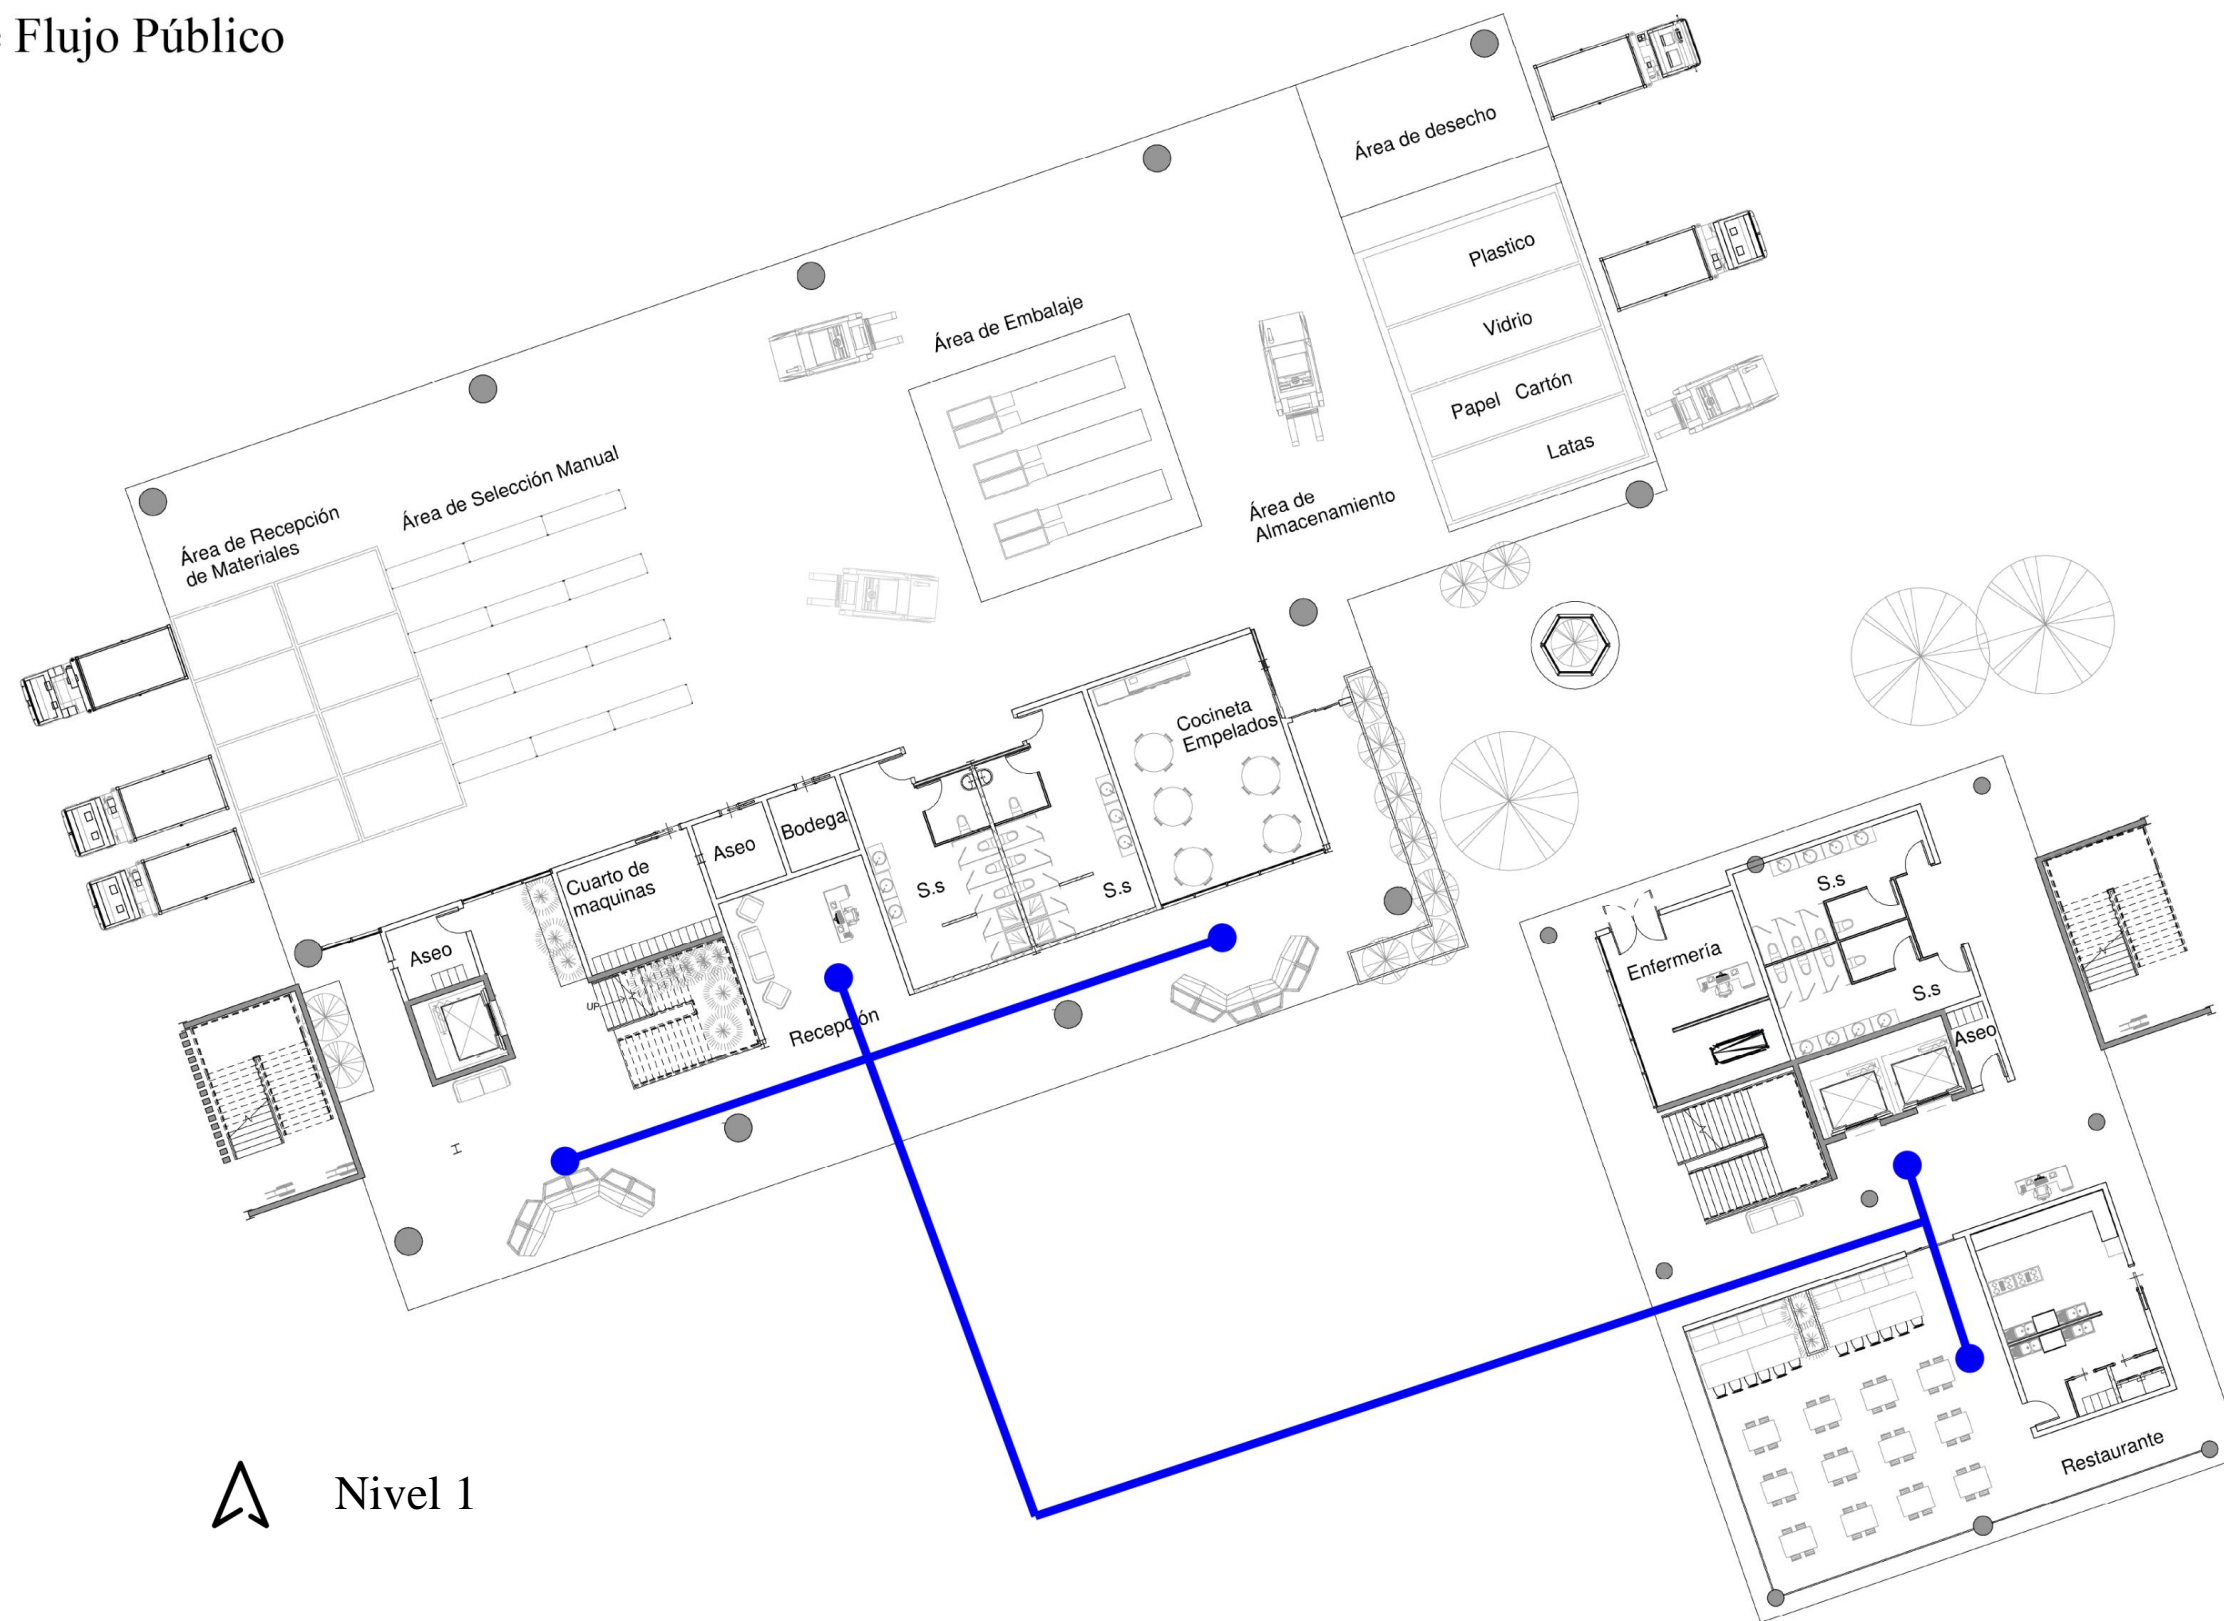 Flujo Público
Área de desecho
Plastico
Vidrio
Papel Cartón
Latas
Área de Embalaje
Área de Selección Manual
Área de
Almacenamiento
Área de Recepción
de Materiales
Cocineta
Empelados
Bodega
Aseo
Cuarto de
maquinas
S.s
S.s
Aseo
UP
Recepción
S.s
Enfermería
S.s
Aseo
Restaurante
Nivel 1